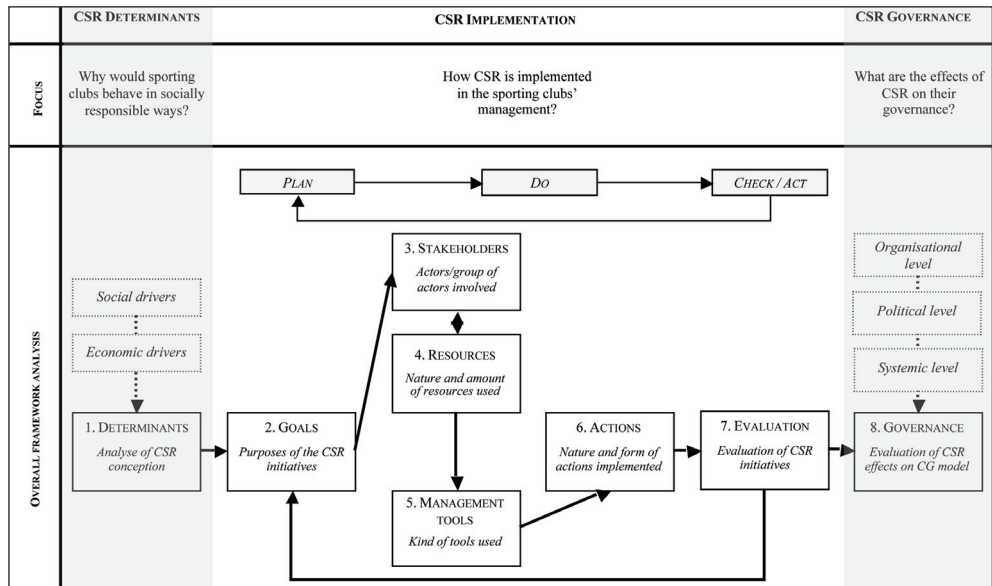 CSR DETERMINANTS
CSR IMPLEMENTATION
CSR GOVERNANCE
FOCUS
Why would sporting
clubs behave in socially
responsible ways?
How CSR is implemented
in the sporting clubs’
management?
What are the effects of
CSR on their
governance?
OVERALL FRAMEWORK ANALYSIS
PLAN
DO
CHECK / ACT
Social drivers
Economic drivers
1. DETERMINANTS
Analyse of CSR
conception
2. GOALS
Purposes of the CSR
initiatives
3. STAKEHOLDERS
Actors/group of
actors involved
4. RESOURCES
Nature and amount
of resources used
5. MANAGEMENT
TOOLS
Kind of tools used
6. ACTIONS
Nature and form of
actions implemented
7. EVALUATION
Evaluation of CSR
initiatives
Organisational
level
Political level
Systemic level
8. GOVERNANCE
Evaluation of CSR
effects on CG model